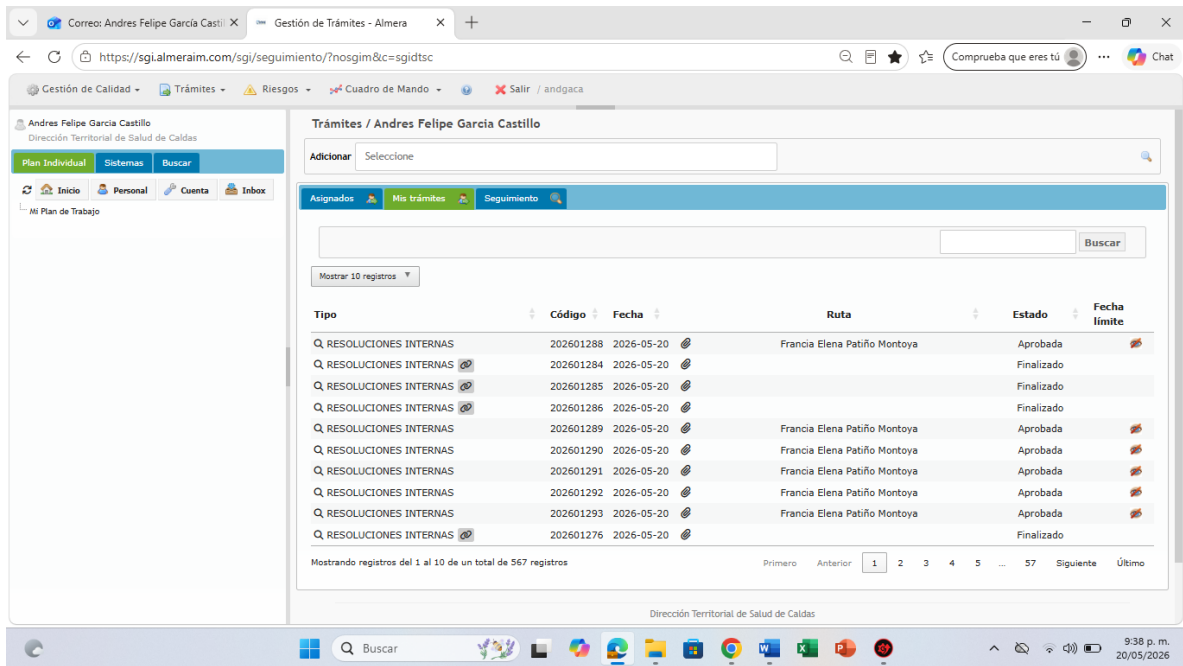 Correo: Andres Felipe García Casti
Gestión de Trámites - Almera
https://sgi.almeraim.com/sgi/seguimiento/?nosgim&c=sgidtsc
Comprueba que eres tú
Chat
Gestión de Calidad
Trámites
Riesgos
Cuadro de Mando
Salir / andgaca
Andres Felipe Garcia Castillo
Dirección Territorial de Salud de Caldas
Plan Individual Sistemas Buscar
Inicio Personal Cuenta Inbox
Mi Plan de Trabajo
Trámites / Andres Felipe Garcia Castillo
Adicionar Seleccione
Asignados Mis trámites Seguimiento
Buscar
Mostrar 10 registros
Tipo Código Fecha Ruta Estado Fecha límite
RESOLUCIONES INTERNAS 202601288 2026-05-20 Francia Elena Patiño Montoya Aprobada
RESOLUCIONES INTERNAS 202601284 2026-05-20 Finalizado
RESOLUCIONES INTERNAS 202601285 2026-05-20 Finalizado
RESOLUCIONES INTERNAS 202601286 2026-05-20 Finalizado
RESOLUCIONES INTERNAS 202601289 2026-05-20 Francia Elena Patiño Montoya Aprobada
RESOLUCIONES INTERNAS 202601290 2026-05-20 Francia Elena Patiño Montoya Aprobada
RESOLUCIONES INTERNAS 202601291 2026-05-20 Francia Elena Patiño Montoya Aprobada
RESOLUCIONES INTERNAS 202601292 2026-05-20 Francia Elena Patiño Montoya Aprobada
RESOLUCIONES INTERNAS 202601293 2026-05-20 Francia Elena Patiño Montoya Aprobada
RESOLUCIONES INTERNAS 202601276 2026-05-20 Finalizado
Mostrando registros del 1 al 10 de un total de 567 registros
Primero Anterior 1 2 3 4 5 ... 57 Siguiente Último
Dirección Territorial de Salud de Caldas
Buscar
9:38 p. m.
20/05/2026